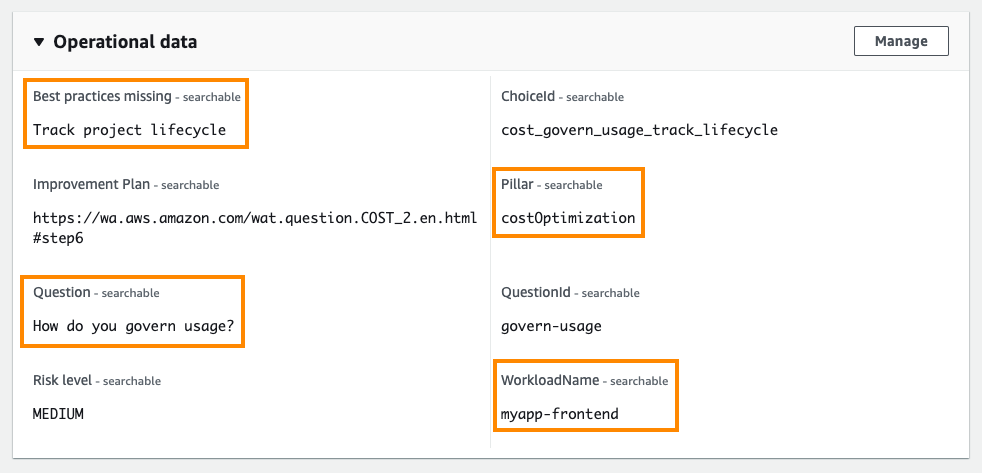 Operational data
Manage
Best practices missing - searchable
Track project lifecycle
ChoiceId - searchable
cost_govern_usage_track_lifecycle
Improvement Plan - searchable
https://wa.aws.amazon.com/wat.question.COST_2.en.html
#step6
Pillar - searchable
costOptimization
Question - searchable
How do you govern usage?
QuestionId - searchable
govern-usage
Risk level - searchable
MEDIUM
WorkloadName - searchable
myapp-frontend